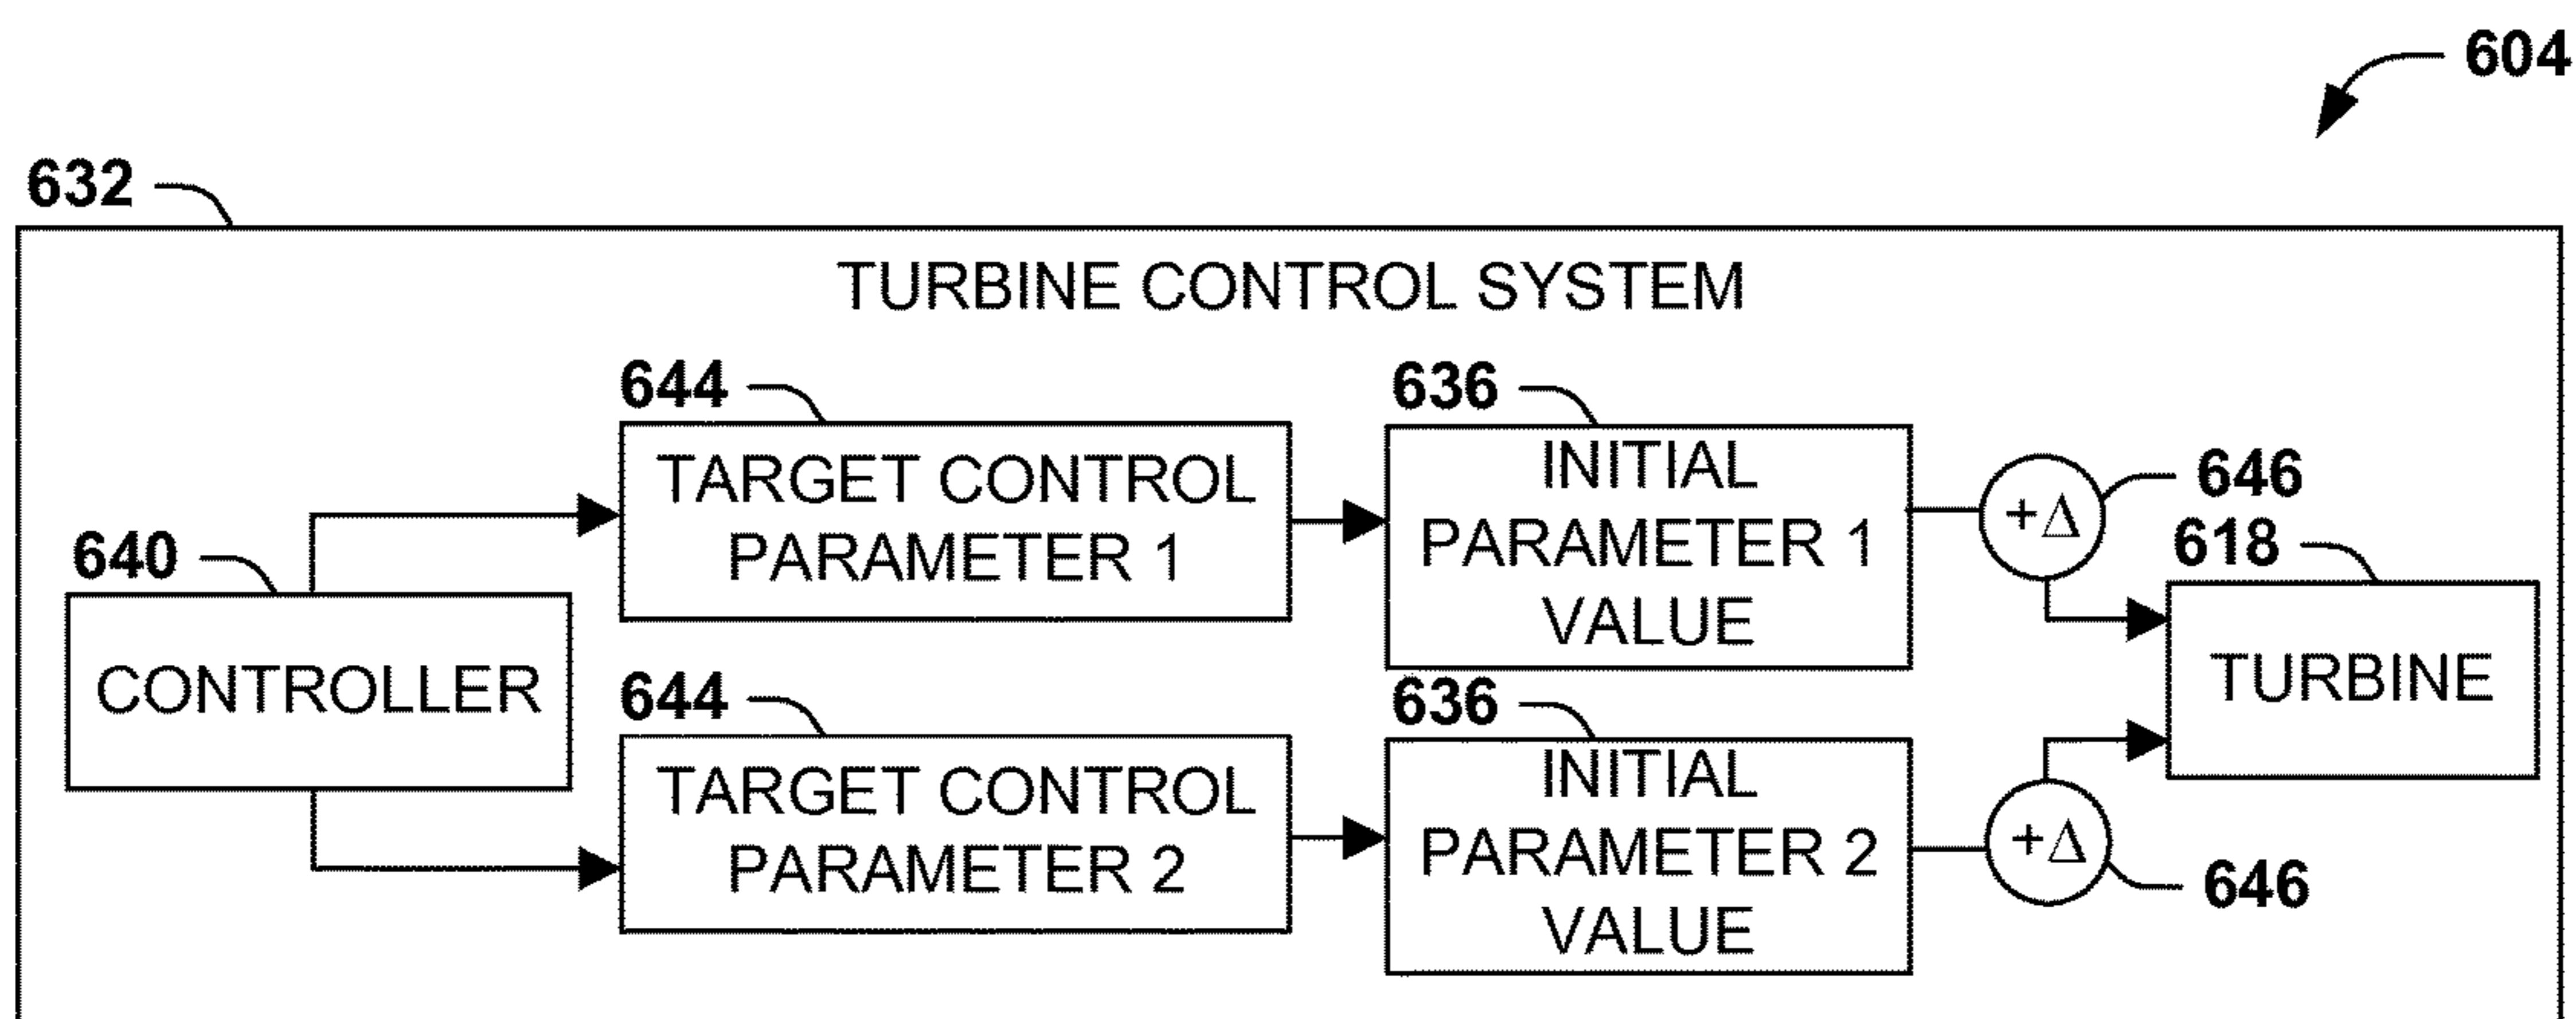 604
632
TURBINE CONTROL SYSTEM
644
TARGET CONTROL
PARAMETER 1
636
INITIAL
PARAMETER 1
VALUE
+Δ
646
640
CONTROLLER
618
TURBINE
644
TARGET CONTROL
PARAMETER 2
636
INITIAL
PARAMETER 2
VALUE
+Δ
646